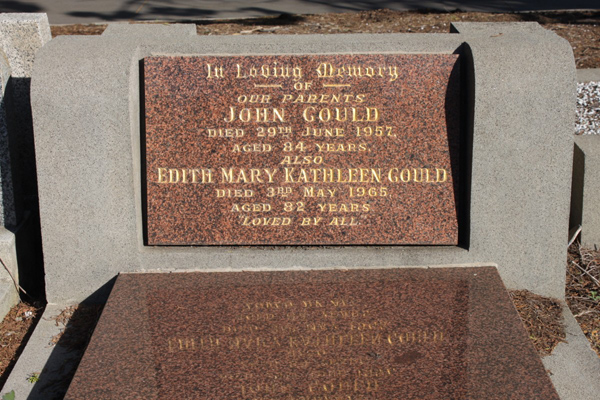 In Loving Memory
OF
OUR PARENTS
JOHN GOULD
DIED 29TH JUNE 1957,
AGED 84 YEARS,
ALSO
EDITH MARY KATHLEEN GOULD
DIED 3RD MAY 1965,
AGED 82 YEARS
"LOVED BY ALL"